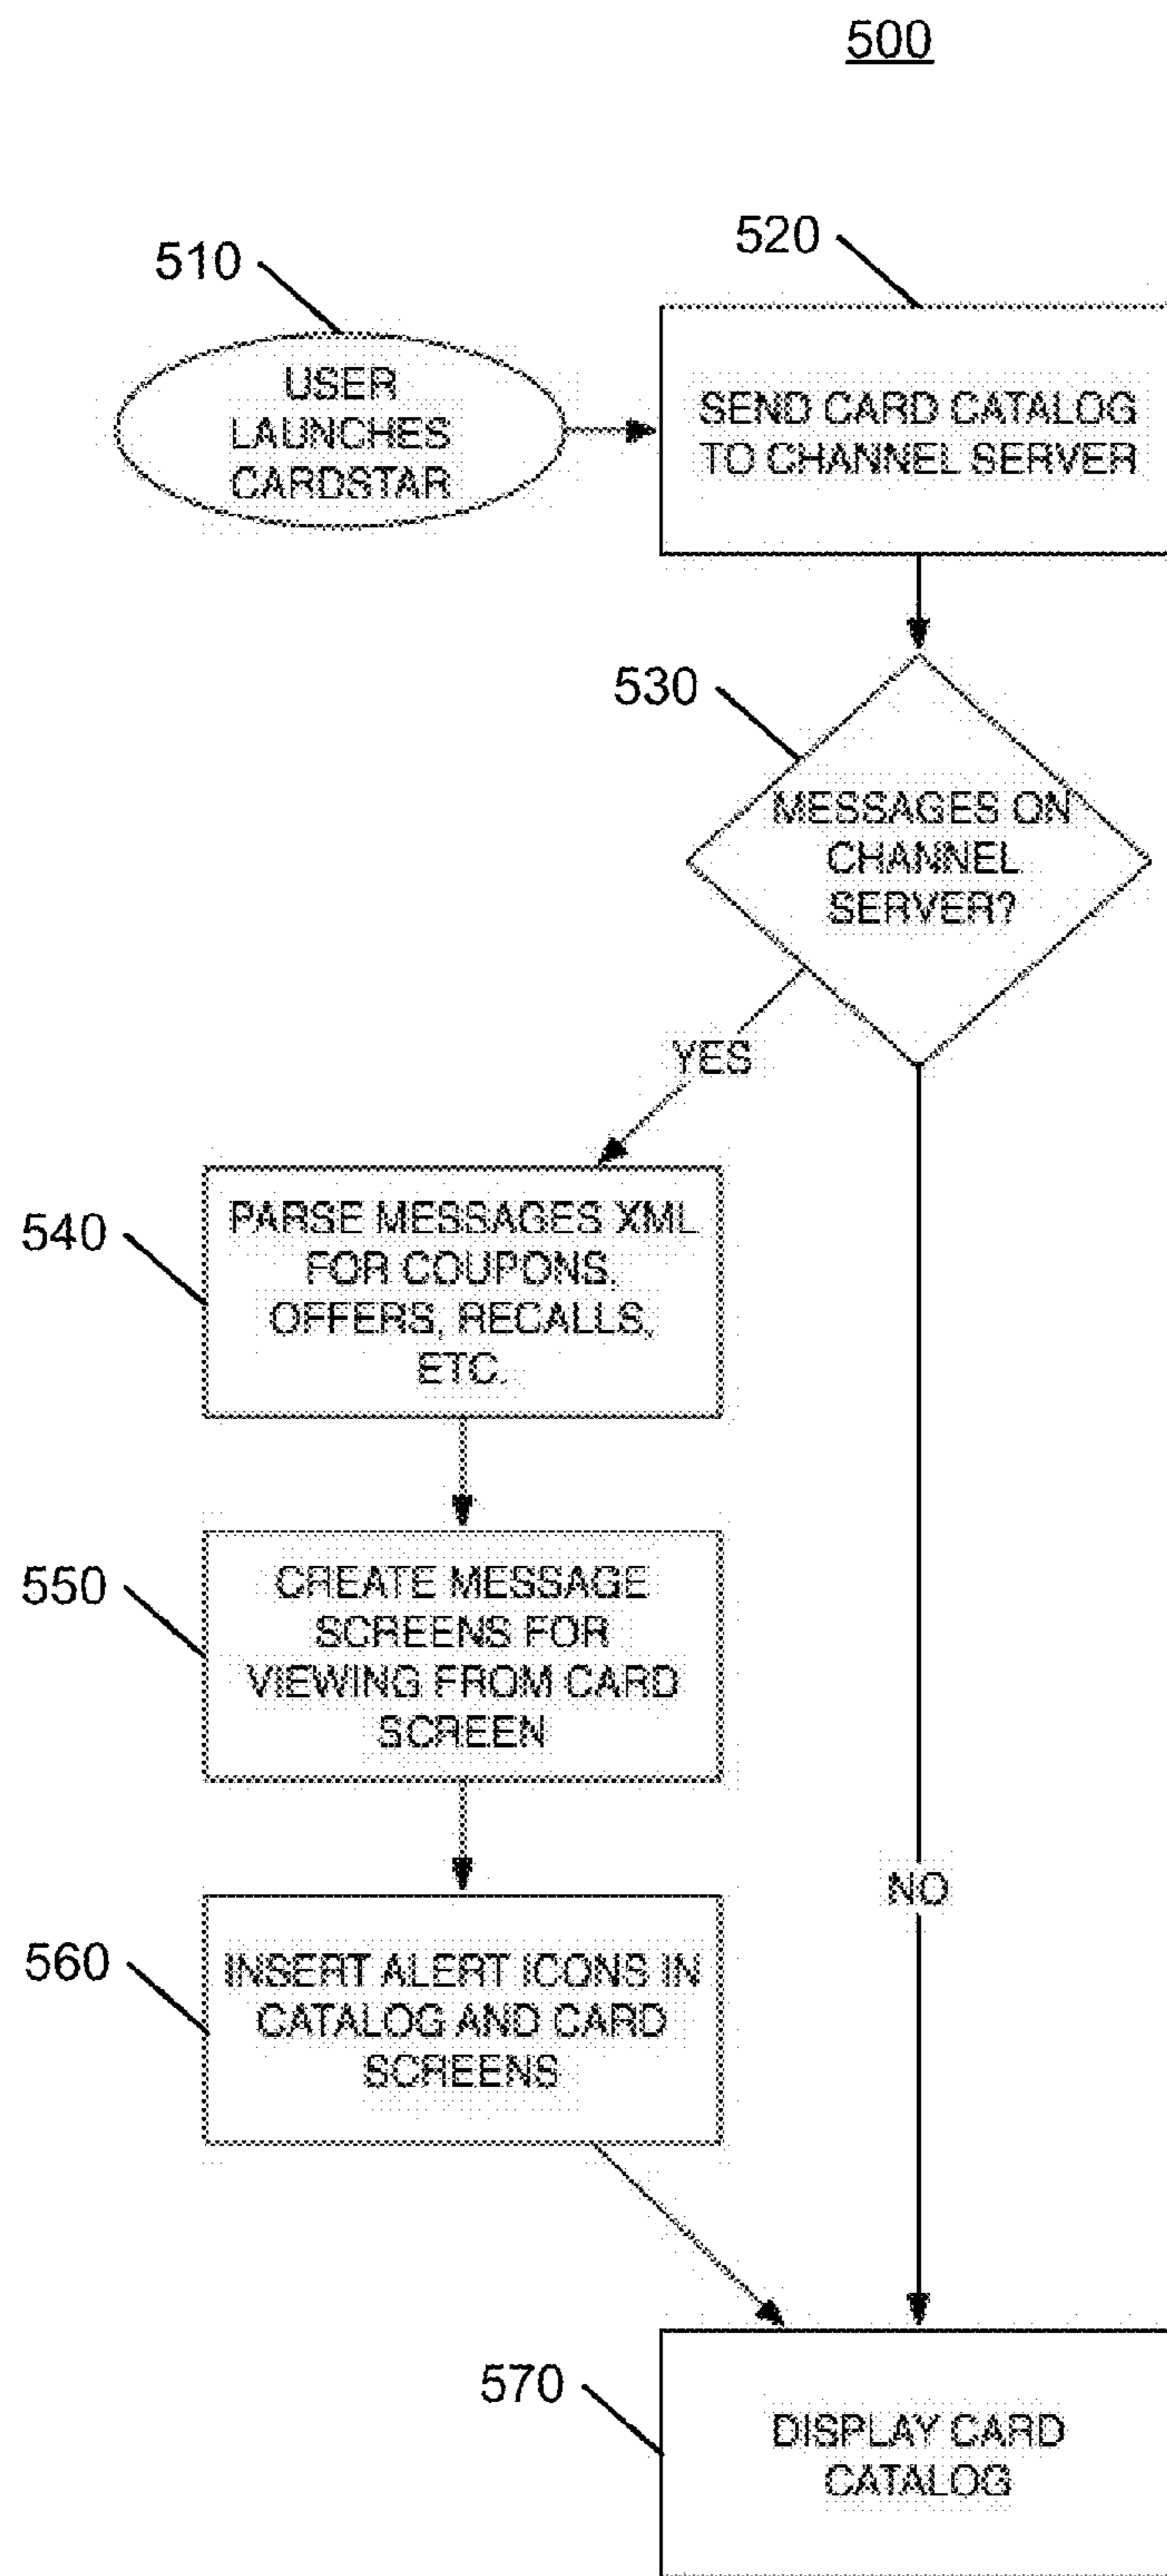 500
510
USER
LAUNCHES
CARDSTAR
520
SEND CARD CATALOG
TO CHANNEL SERVER
530
MESSAGES ON
CHANNEL
SERVER?
YES
540
PARSE MESSAGES XML
FOR COUPONS,
OFFERS, RECALLS,
ETC.
550
CREATE MESSAGE
SCREENS FOR
VIEWING FROM CARD
SCREEN
560
INSERT ALERT ICONS IN
CATALOG AND CARD
SCREENS
NO
570
DISPLAY CARD
CATALOG